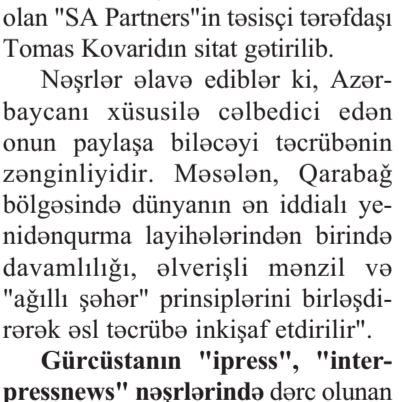 olan "SA Partners"in təsisçi tərəfdaşı
Tomas Kovaridın sitat gətirilib.
Nəşrlər əlavə ediblər ki, Azər-
baycanı xüsusilə cəlbedici edən
onun paylaşa biləcəyi təcrübənin
zənginliyidir. Məsələn, Qarabağ
bölgəsində dünyanın ən iddialı ye-
nidənqurma layihələrindən birində
davamlılığı, əlverişli mənzil və
"ağıllı şəhər" prinsiplərini birləşdi-
rərək əsl təcrübə inkişaf etdirilir".
Gürcüstanın "ipress", "inter-
pressnews" nəşrlərində dərc olunan